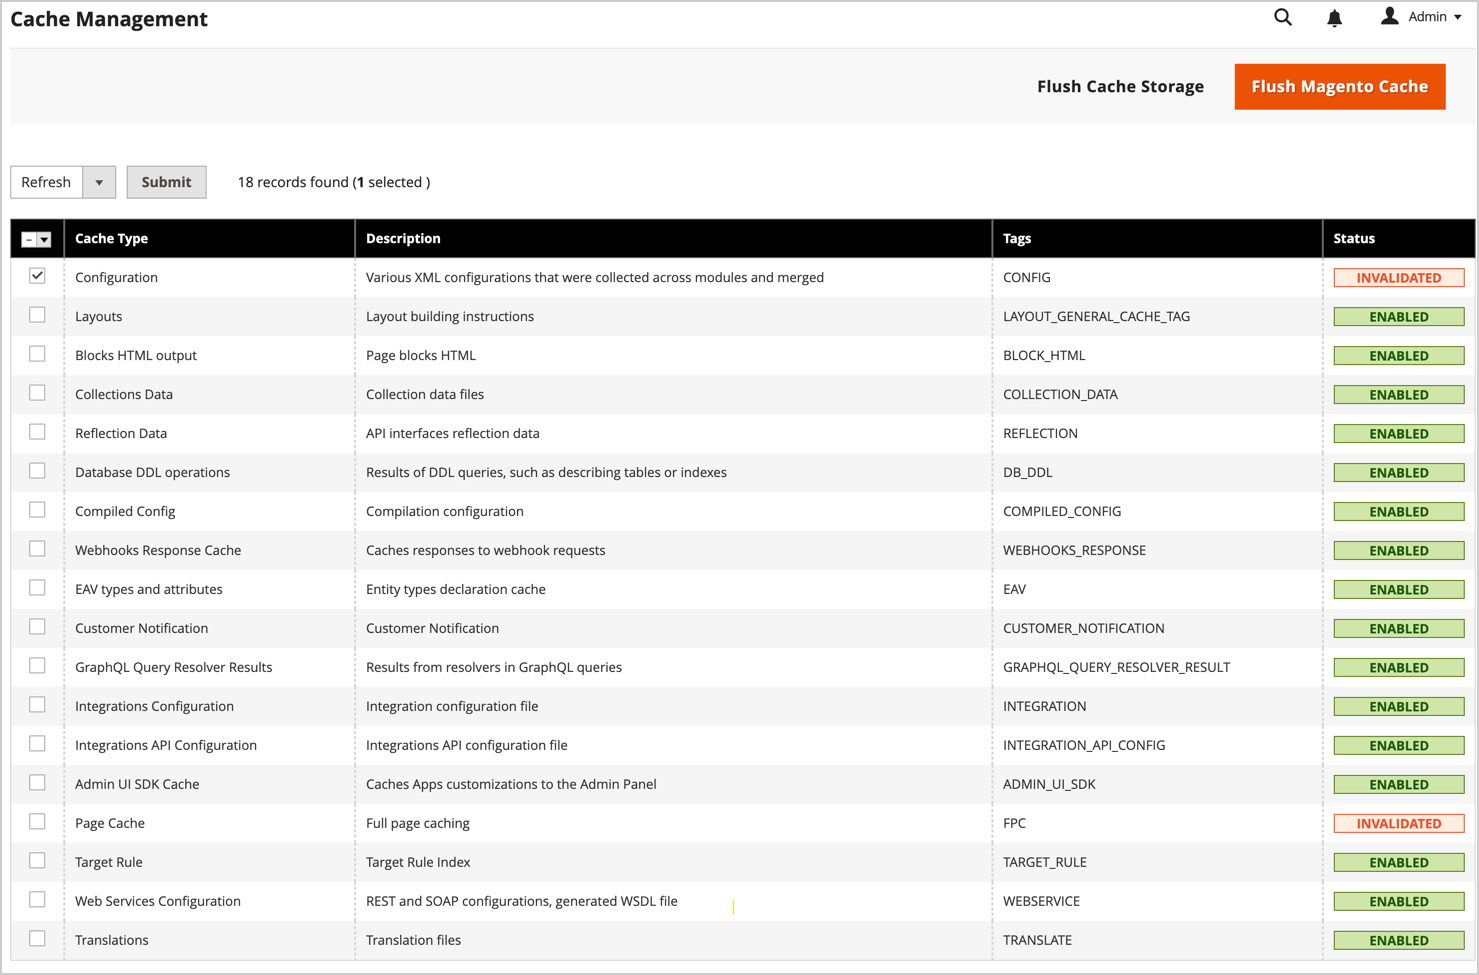 Cache Management
Admin
Flush Cache Storage
Flush Magento Cache
Refresh
Submit
18 records found (1 selected )
Cache Type Description Tags Status
Configuration Various XML configurations that were collected across modules and merged CONFIG INVALIDATED
Layouts Layout building instructions LAYOUT_GENERAL_CACHE_TAG ENABLED
Blocks HTML output Page blocks HTML BLOCK_HTML ENABLED
Collections Data Collection data files COLLECTION_DATA ENABLED
Reflection Data API interfaces reflection data REFLECTION ENABLED
Database DDL operations Results of DDL queries, such as describing tables or indexes DB_DDL ENABLED
Compiled Config Compilation configuration COMPILED_CONFIG ENABLED
Webhooks Response Cache Caches responses to webhook requests WEBHOOKS_RESPONSE ENABLED
EAV types and attributes Entity types declaration cache EAV ENABLED
Customer Notification Customer Notification CUSTOMER_NOTIFICATION ENABLED
GraphQL Query Resolver Results Results from resolvers in GraphQL queries GRAPHQL_QUERY_RESOLVER_RESULT ENABLED
Integrations Configuration Integration configuration file INTEGRATION ENABLED
Integrations API Configuration Integrations API configuration file INTEGRATION_API_CONFIG ENABLED
Admin UI SDK Cache Caches Apps customizations to the Admin Panel ADMIN_UI_SDK ENABLED
Page Cache Full page caching FPC INVALIDATED
Target Rule Target Rule Index TARGET_RULE ENABLED
Web Services Configuration REST and SOAP configurations, generated WSDL file WEBSERVICE ENABLED
Translations Translation files TRANSLATE ENABLED